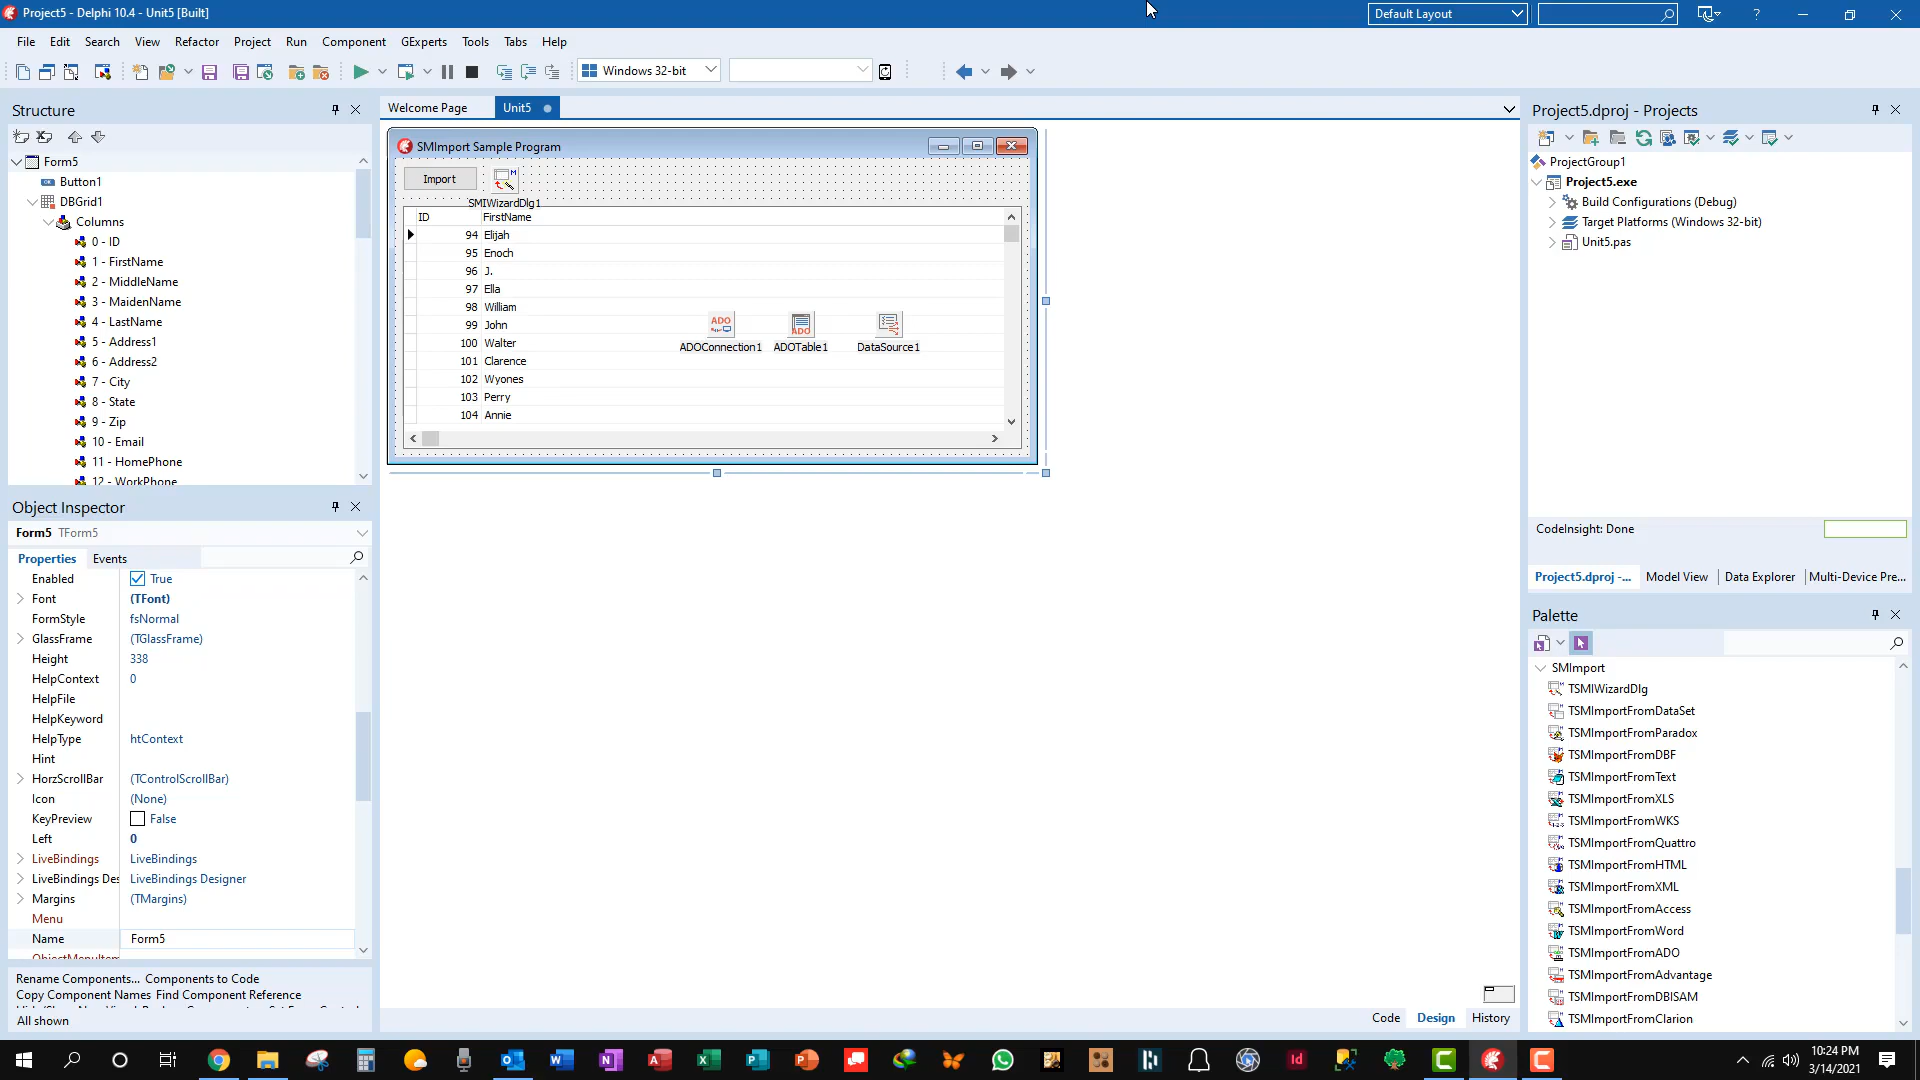 Project5 - Delphi 10.4 - Unit5 [Built]
Default Layout
?
File Edit Search View Refactor Project Run Component GExperts Tools Tabs Help
Windows 32-bit
Structure
Form5
Button1
DBGrid1
Columns
0 - ID
1 - FirstName
2 - MiddleName
3 - MaidenName
4 - LastName
5 - Address1
6 - Address2
7 - City
8 - State
9 - Zip
10 - Email
11 - HomePhone
12 - WorkPhone
Object Inspector
Form5 TForm5
Properties Events
Enabled True
Font (TFont)
FormStyle fsNormal
GlassFrame (TGlassFrame)
Height 338
HelpContext 0
HelpFile
HelpKeyword
HelpType htContext
Hint
HorzScrollBar (TControlScrollBar)
Icon (None)
KeyPreview False
Left 0
LiveBindings LiveBindings
LiveBindings Des LiveBindings Designer
Margins (TMargins)
Menu
Name Form5
Rename Components... Components to Code
Copy Component Names Find Component Reference
All shown
Welcome Page Unit5
SMImport Sample Program
Import
SMIWizardDlg1
ID FirstName
94 Elijah
95 Enoch
96 J.
97 Ella
98 William
99 John
100 Walter
101 Clarence
102 Wyones
103 Perry
104 Annie
ADO
ADO
ADOConnection1 ADOTable1 DataSource1
Code Design History
Project5.dproj - Projects
ProjectGroup1
Project5.exe
Build Configurations (Debug)
Target Platforms (Windows 32-bit)
Unit5.pas
CodeInsight: Done
Project5.dproj -... Model View Data Explorer Multi-Device Pre...
Palette
SMImport
TSMIWizardDlg
TSMImportFromDataSet
TSMImportFromParadox
TSMImportFromDBF
TSMImportFromText
TSMImportFromXLS
TSMImportFromWKS
TSMImportFromQuattro
TSMImportFromHTML
TSMImportFromXML
TSMImportFromAccess
TSMImportFromWord
TSMImportFromADO
TSMImportFromAdvantage
TSMImportFromDBISAM
TSMImportFromClarion
10:24 PM
3/14/2021